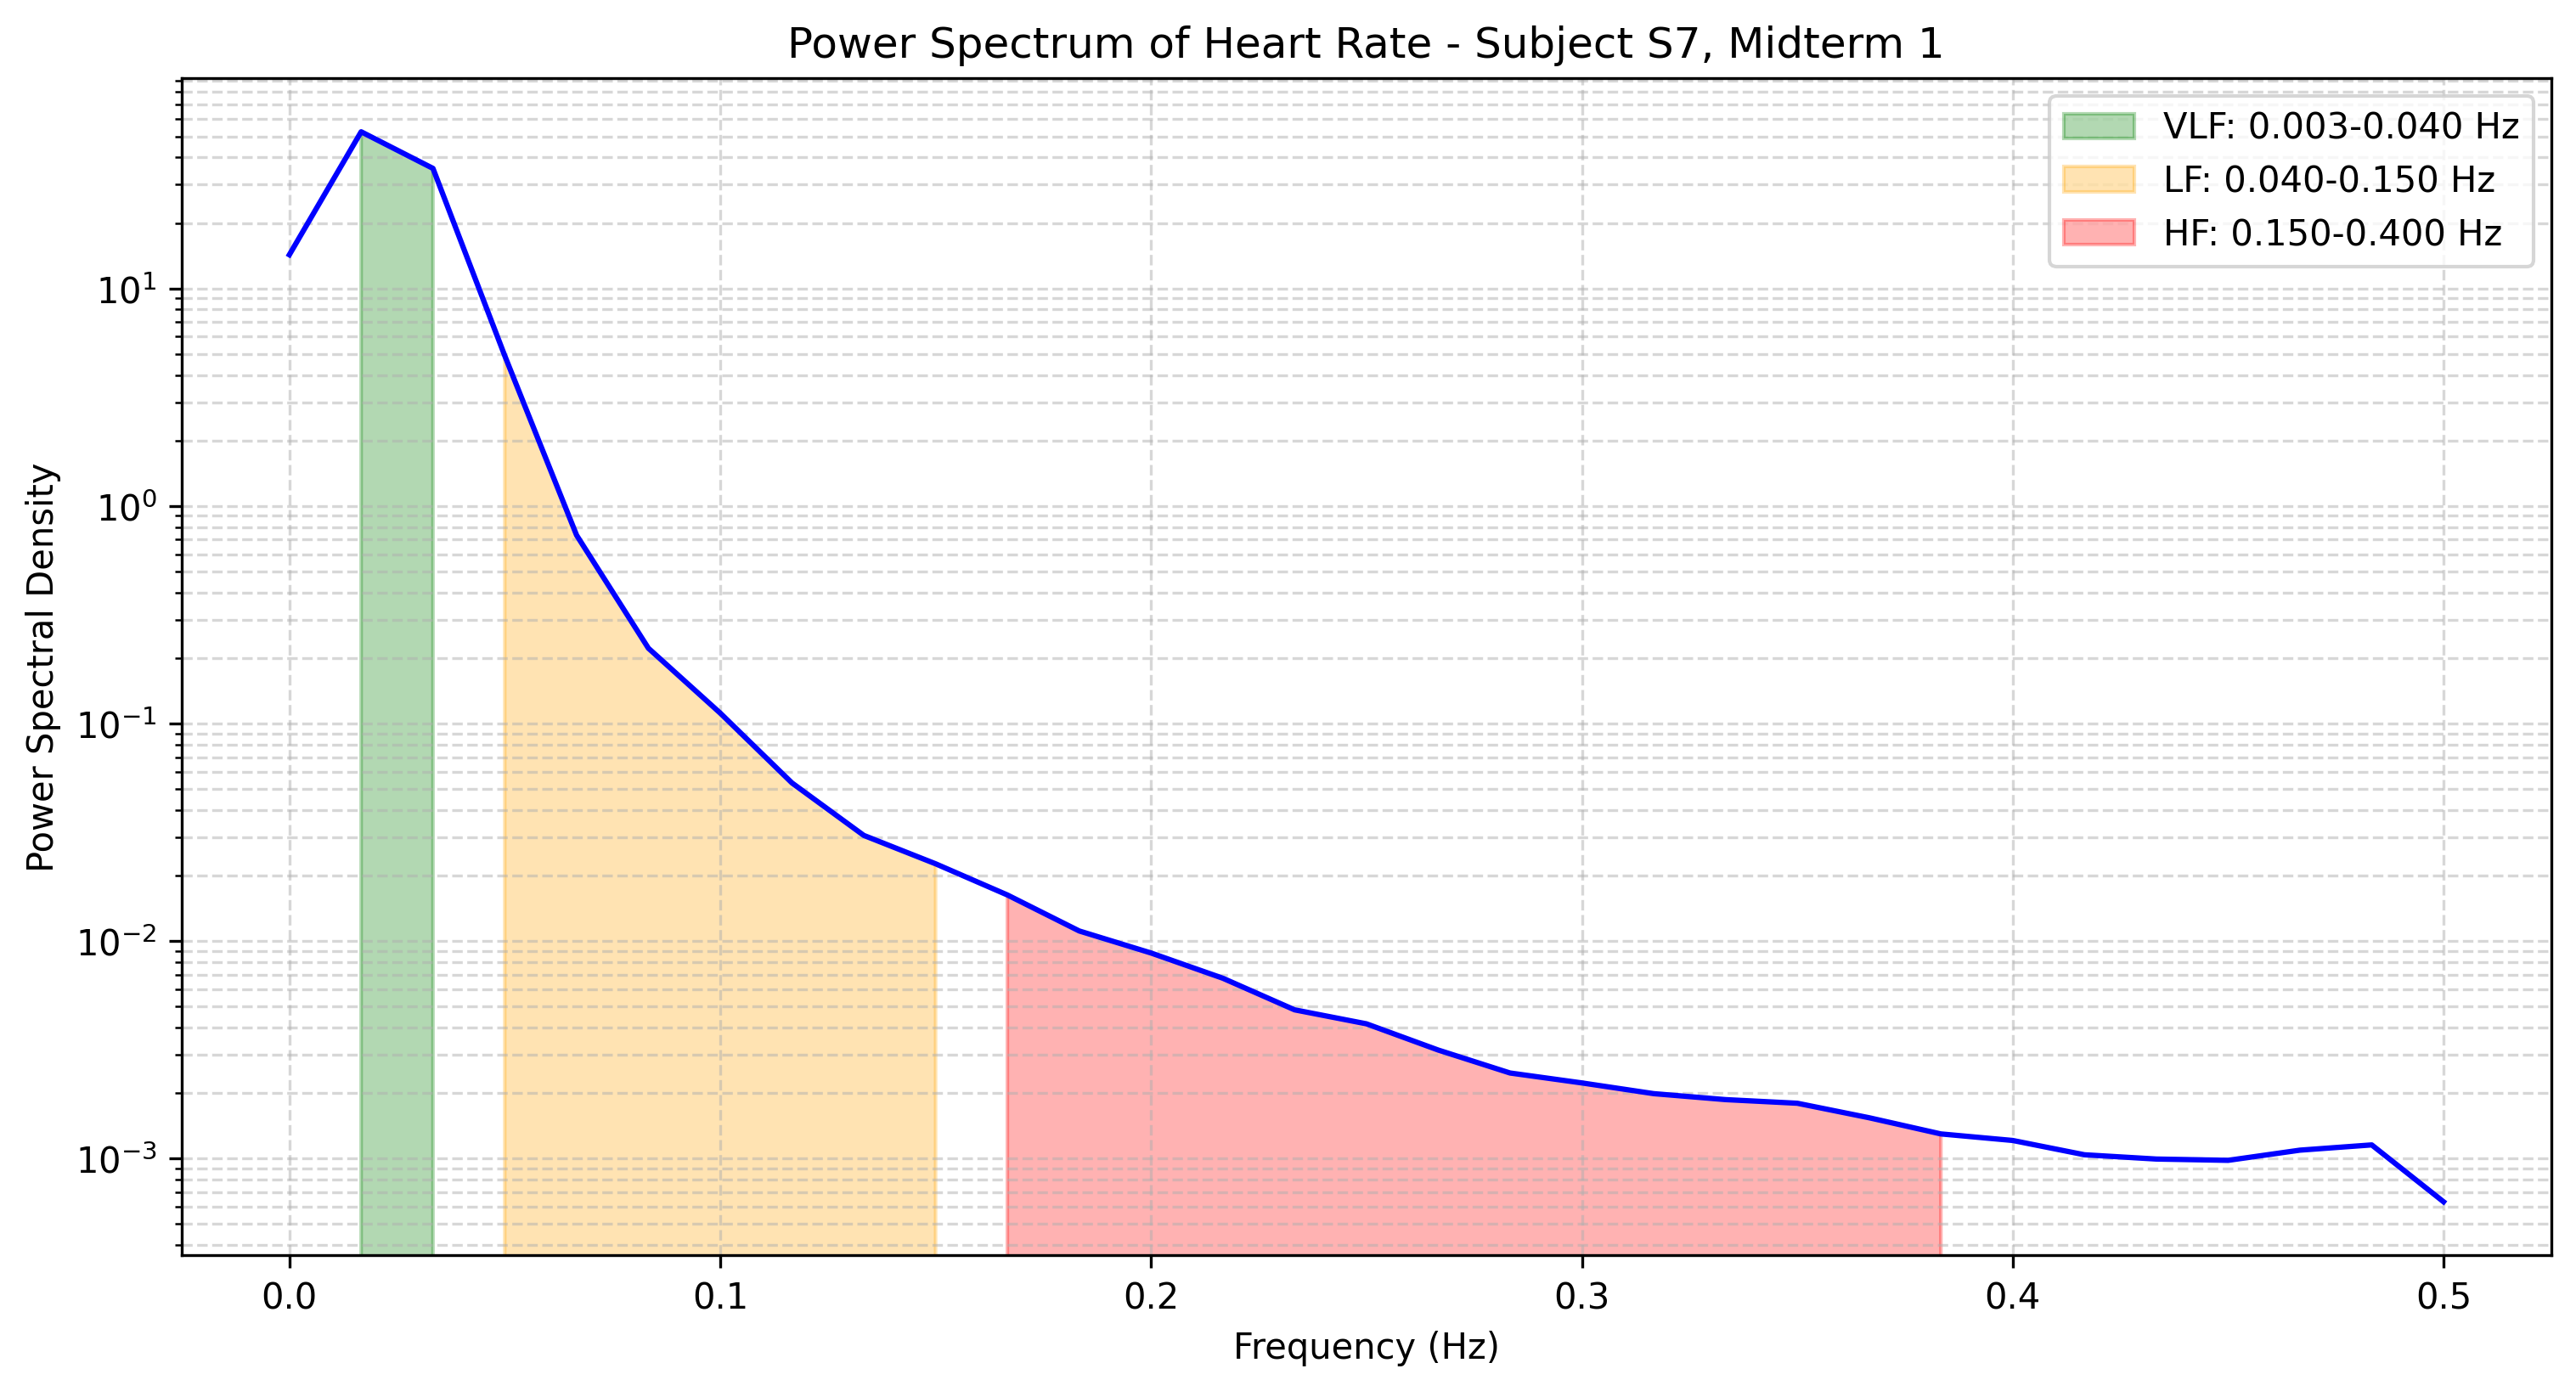 Power Spectrum of Heart Rate - Subject S7, Midterm 1
VLF: 0.003-0.040 Hz
LF: 0.040-0.150 Hz
HF: 0.150-0.400 Hz
Power Spectral Density
10¹
10⁰
10⁻¹
10⁻²
10⁻³
0.0 0.1 0.2 0.3 0.4 0.5
Frequency (Hz)